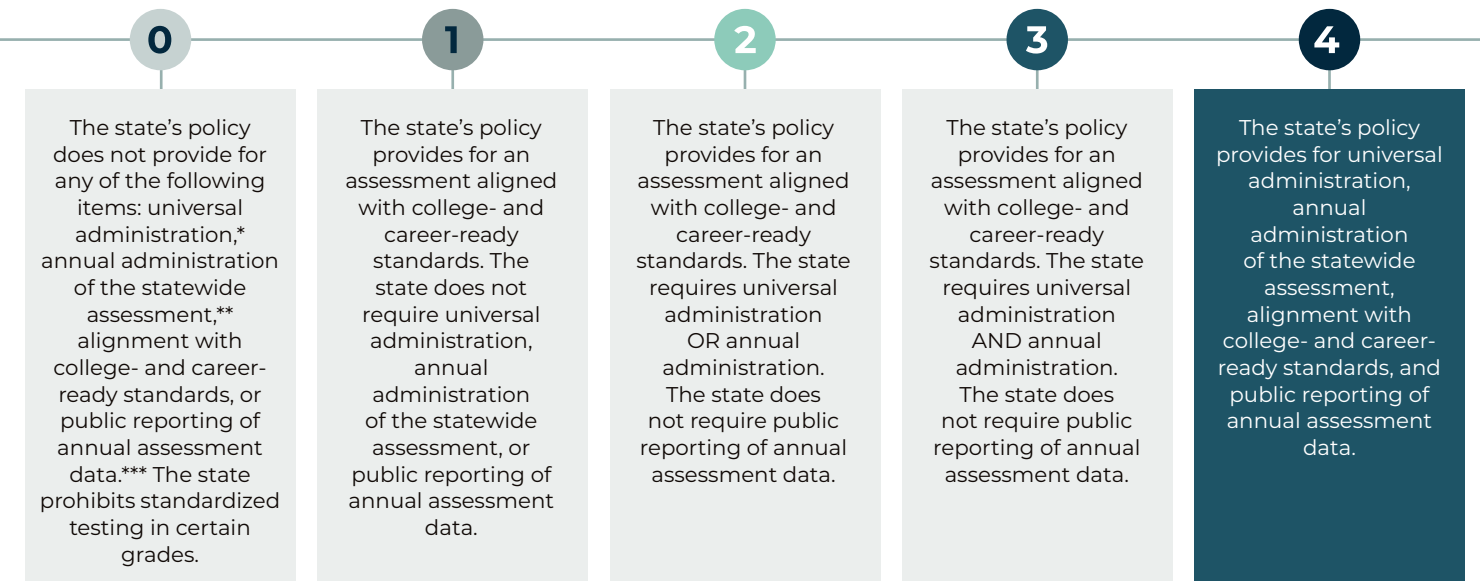 0
The state’s policy
does not provide for
any of the following
items: universal
administration,*
annual administration
of the statewide
assessment,**
alignment with
college- and career-
ready standards, or
public reporting of
annual assessment
data.*** The state
prohibits standardized
testing in certain
grades.
1
The state’s policy
provides for an
assessment aligned
with college- and
career-ready
standards. The
state does not
require universal
administration,
annual
administration
of the statewide
assessment, or
public reporting of
annual assessment
data.
2
The state’s policy
provides for an
assessment aligned
with college- and
career-ready
standards. The state
requires universal
administration
OR annual
administration.
The state does
not require public
reporting of annual
assessment data.
3
The state’s policy
provides for an
assessment aligned
with college- and
career-ready
standards. The state
requires universal
administration
AND annual
administration.
The state does
not require public
reporting of annual
assessment data.
4
The state’s policy
provides for universal
administration,
annual
administration
of the statewide
assessment,
alignment with
college- and career-
ready standards, and
public reporting of
annual assessment
data.